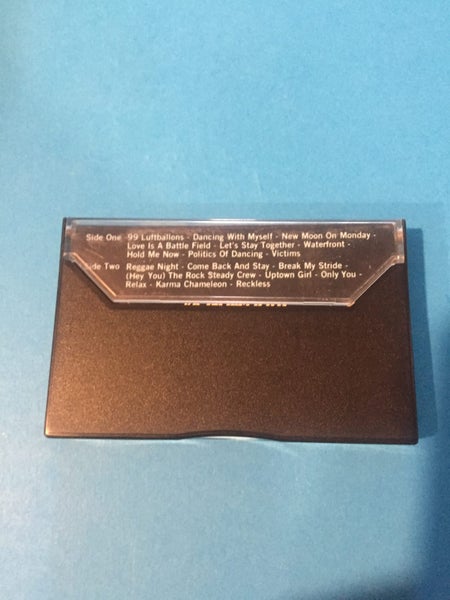 Side One 99 Luftballons - Dancing With Myself - New Moon On Monday -
Love Is A Battle Field - Let's Stay Together - Waterfront -
Hold Me Now - Politics Of Dancing - Victims
Side Two Reggae Night - Come Back And Stay - Break My Stride -
(Hey You) The Rock Steady Crew - Uptown Girl - Only You -
Relax - Karma Chameleon - Reckless